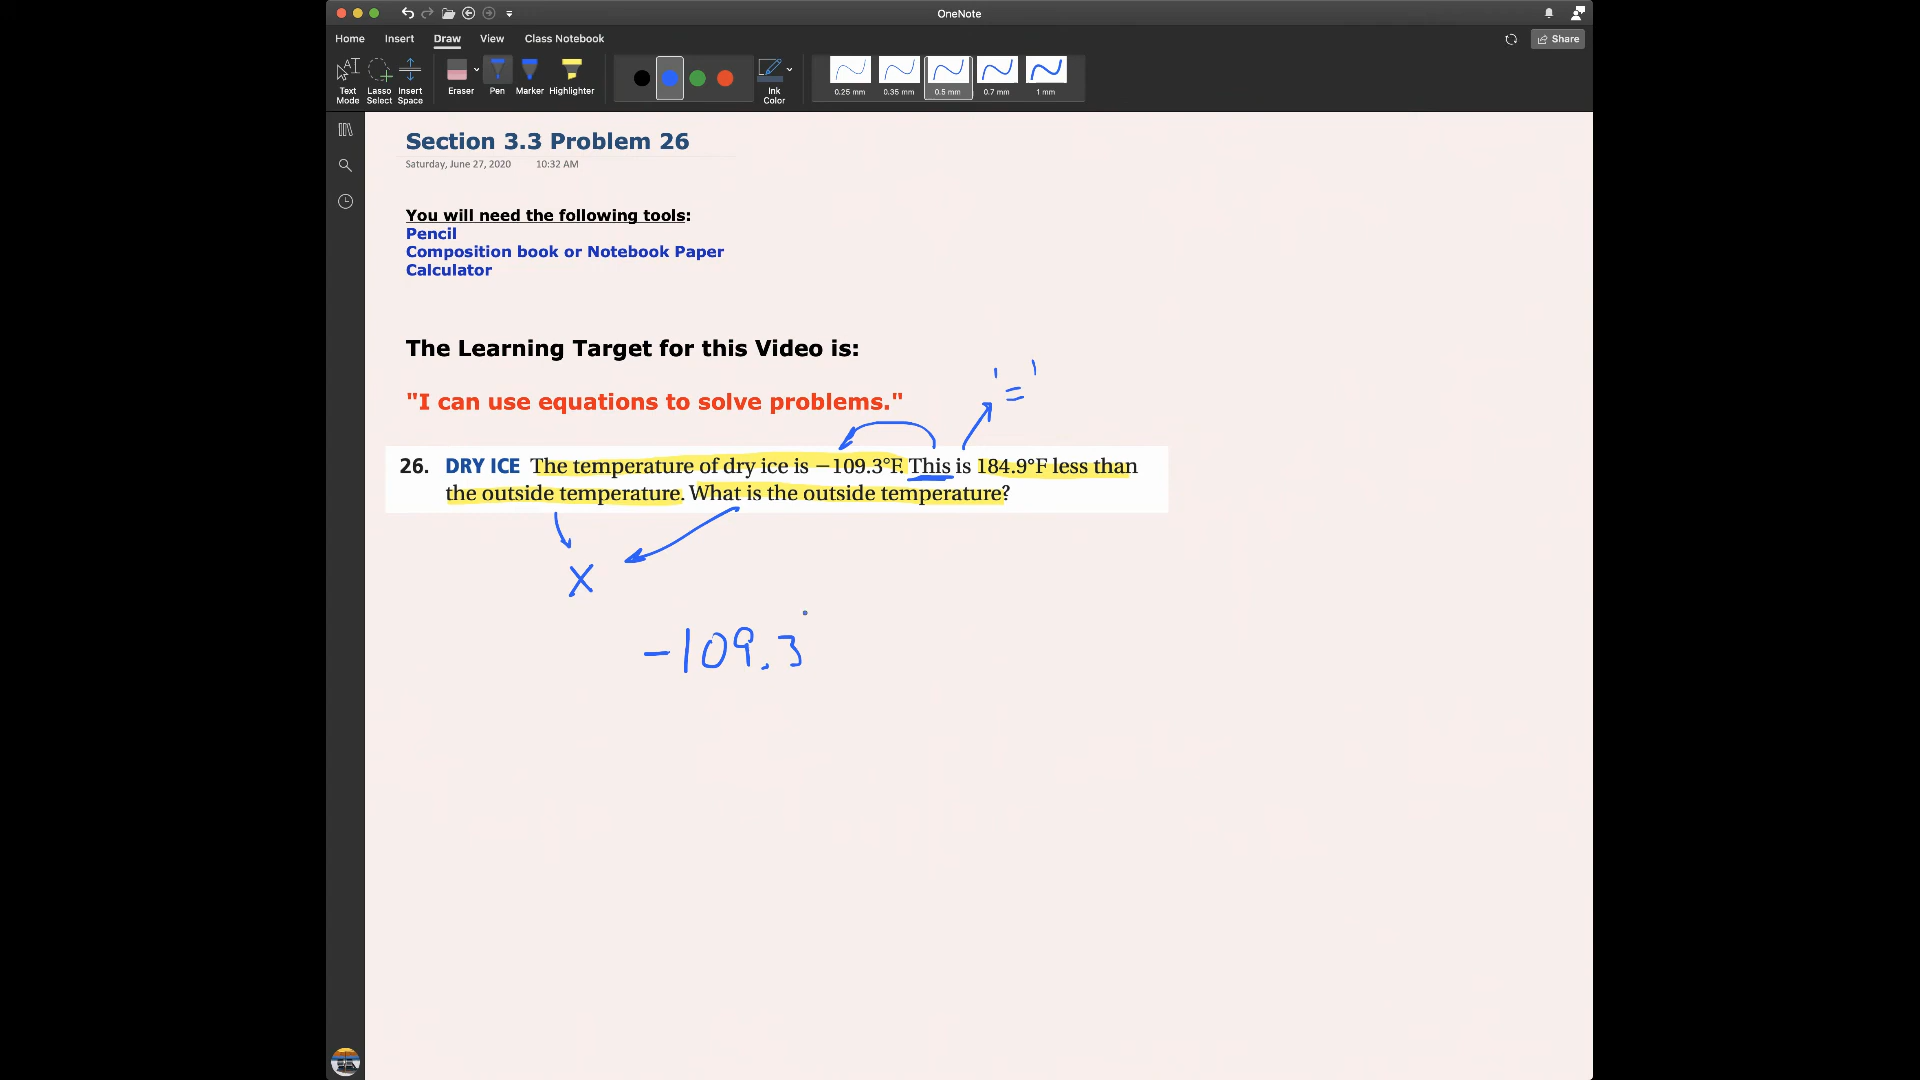 OneNote
Home Insert Draw View Class Notebook
Share
Text Mode
Lasso Select
Insert Space
Eraser
Pen
Marker
Highlighter
Ink Color
0.25 mm
0.35 mm
0.5 mm
0.7 mm
1 mm
Section 3.3 Problem 26
Saturday, June 27, 2020 10:32 AM
You will need the following tools:
Pencil
Composition book or Notebook Paper
Calculator
The Learning Target for this Video is:
' = '
"I can use equations to solve problems."
26. DRY ICE The temperature of dry ice is −109.3°F. This is 184.9°F less than
the outside temperature. What is the outside temperature?
X
-109.3